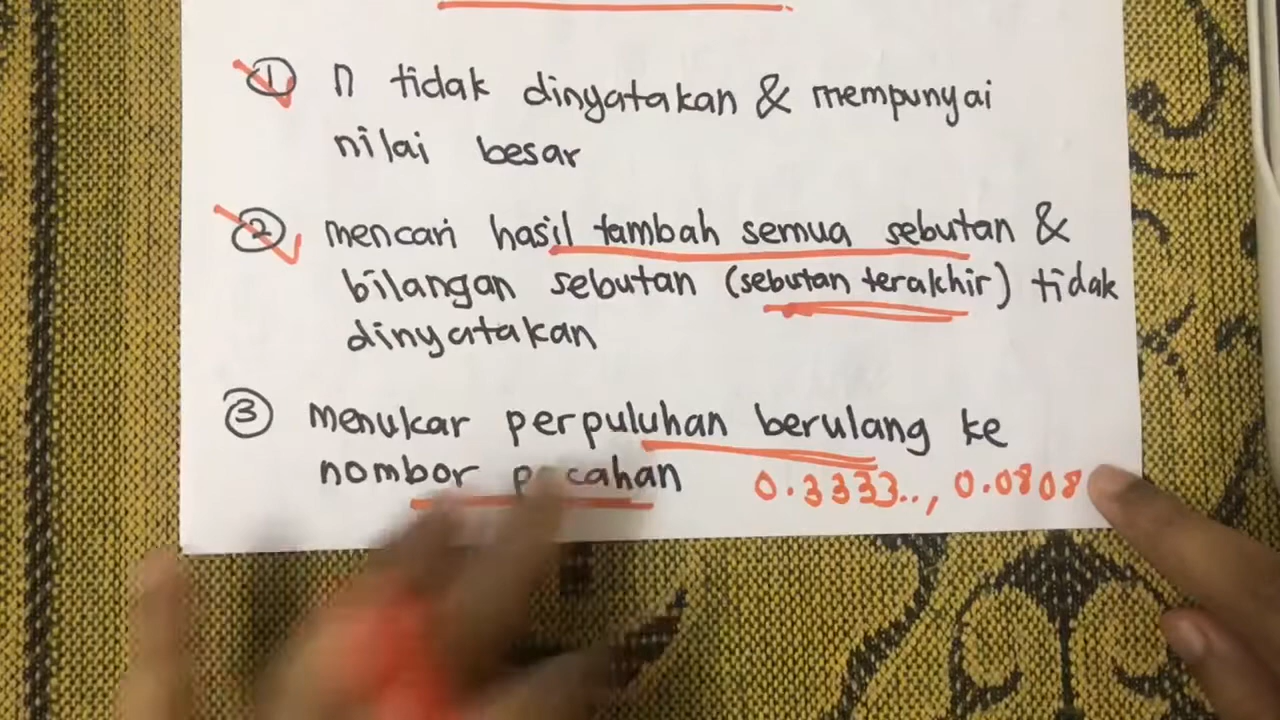 ① n tidak dinyatakan & mempunyai
nilai besar
② mencari hasil tambah semua sebutan &
bilangan sebutan (sebutan terakhir) tidak
dinyatakan
③ menukar perpuluhan berulang ke
nombor pecahan 0.3333.., 0.0808